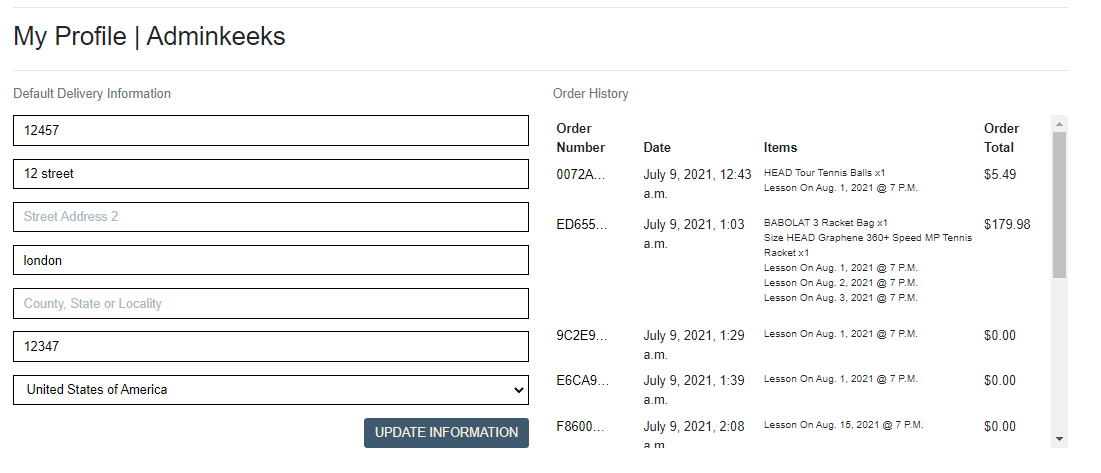 My Profile | Adminkeeks
Default Delivery Information
12457
12 street
Street Address 2
london
County, State or Locality
12347
United States of America
UPDATE INFORMATION
Order History
Order Number Date Items Order Total
0072A... July 9, 2021, 12:43 a.m. HEAD Tour Tennis Balls x1 $5.49
Lesson On Aug. 1, 2021 @ 7 P.M.
ED655... July 9, 2021, 1:03 a.m. BABOLAT 3 Racket Bag x1 $179.98
Size HEAD Graphene 360+ Speed MP Tennis
Racket x1
Lesson On Aug. 1, 2021 @ 7 P.M.
Lesson On Aug. 2, 2021 @ 7 P.M.
Lesson On Aug. 3, 2021 @ 7 P.M.
9C2E9... July 9, 2021, 1:29 a.m. Lesson On Aug. 1, 2021 @ 7 P.M. $0.00
E6CA9... July 9, 2021, 1:39 a.m. Lesson On Aug. 1, 2021 @ 7 P.M. $0.00
F8600... July 9, 2021, 2:08 a.m. Lesson On Aug. 15, 2021 @ 7 P.M. $0.00